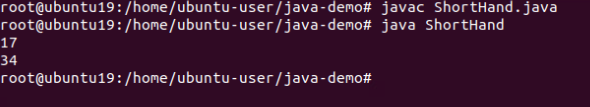 root@ubuntu19:/home/ubuntu-user/java-demo# javac ShortHand.java
root@ubuntu19:/home/ubuntu-user/java-demo# java ShortHand
17
34
root@ubuntu19:/home/ubuntu-user/java-demo#